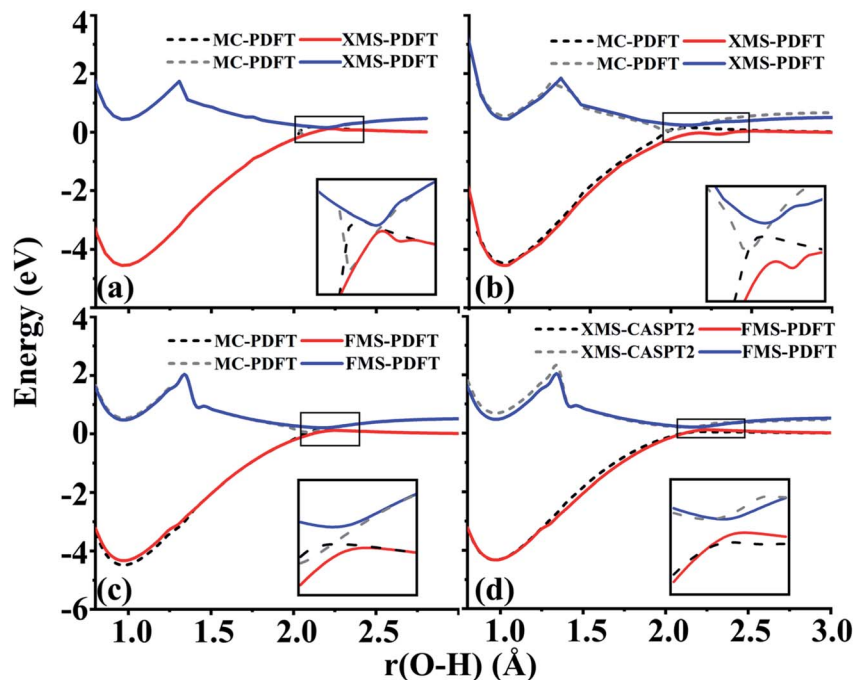 MC-PDFT XMS-PDFT
MC-PDFT XMS-PDFT
(a)
MC-PDFT XMS-PDFT
MC-PDFT XMS-PDFT
(b)
MC-PDFT FMS-PDFT
MC-PDFT FMS-PDFT
(c)
XMS-CASPT2 FMS-PDFT
XMS-CASPT2 FMS-PDFT
(d)
Energy (eV)
4
2
0
-2
-4
2
0
-2
-4
-6
1.0 1.5 2.0 2.5 1.0 1.5 2.0 2.5 3.0
r(O-H) (Å)